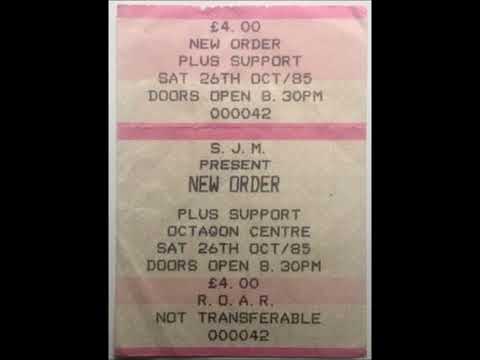 £4.00
NEW ORDER
PLUS SUPPORT
SAT 26TH OCT/85
DOORS OPEN 8.30PM
000042
S. J. M.
PRESENT
NEW ORDER
PLUS SUPPORT
OCTAQON CENTRE
SAT 26TH OCT/85
DOORS OPEN 8.30PM
£4.00
R. O. A. R.
NOT TRANSFERABLE
000042